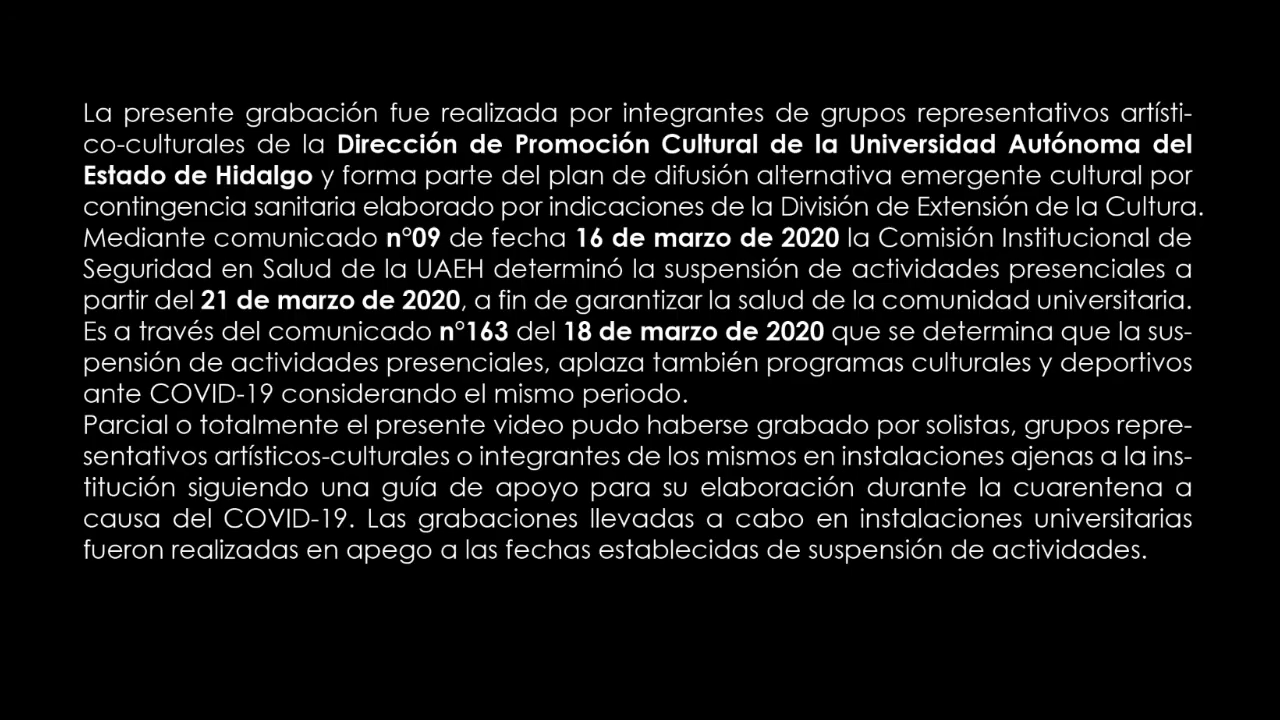 La presente grabación fue realizada por integrantes de grupos representativos artísti-
co-culturales de la Dirección de Promoción Cultural de la Universidad Autónoma del
Estado de Hidalgo y forma parte del plan de difusión alternativa emergente cultural por
contingencia sanitaria elaborado por indicaciones de la División de Extensión de la Cultura.
Mediante comunicado n°09 de fecha 16 de marzo de 2020 la Comisión Institucional de
Seguridad en Salud de la UAEH determinó la suspensión de actividades presenciales a
partir del 21 de marzo de 2020, a fin de garantizar la salud de la comunidad universitaria.
Es a través del comunicado n°163 del 18 de marzo de 2020 que se determina que la sus-
pensión de actividades presenciales, aplaza también programas culturales y deportivos
ante COVID-19 considerando el mismo periodo.
Parcial o totalmente el presente video pudo haberse grabado por solistas, grupos repre-
sentativos artísticos-culturales o integrantes de los mismos en instalaciones ajenas a la ins-
titución siguiendo una guía de apoyo para su elaboración durante la cuarentena a
causa del COVID-19. Las grabaciones llevadas a cabo en instalaciones universitarias
fueron realizadas en apego a las fechas establecidas de suspensión de actividades.